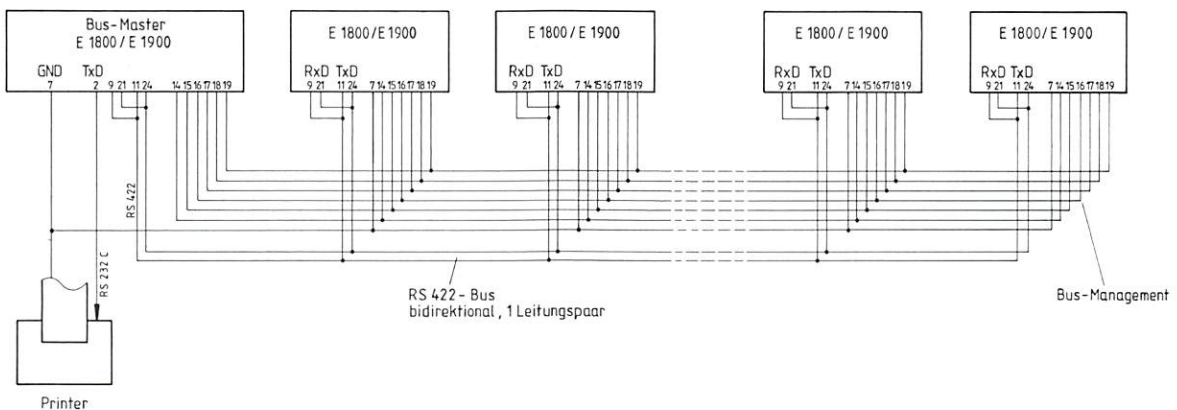 Bus-Master
E 1800 / E 1900
GND TxD
7 2 9 21 11 24 14 15 16 17 18 19
E 1800 / E 1900
RxD TxD
9 21 11 24 7 14 15 16 17 18 19
E 1800 / E 1900
RxD TxD
9 21 11 24 7 14 15 16 17 18 19
E 1800 / E 1900
RxD TxD
9 21 11 24 7 14 15 16 17 18 19
E 1800 / E 1900
RxD TxD
9 21 11 24 7 14 15 16 17 18 19
RS 422
RS 232 C
RS 422 - Bus
bidirektional, 1 Leitungspaar
Bus-Management
Printer